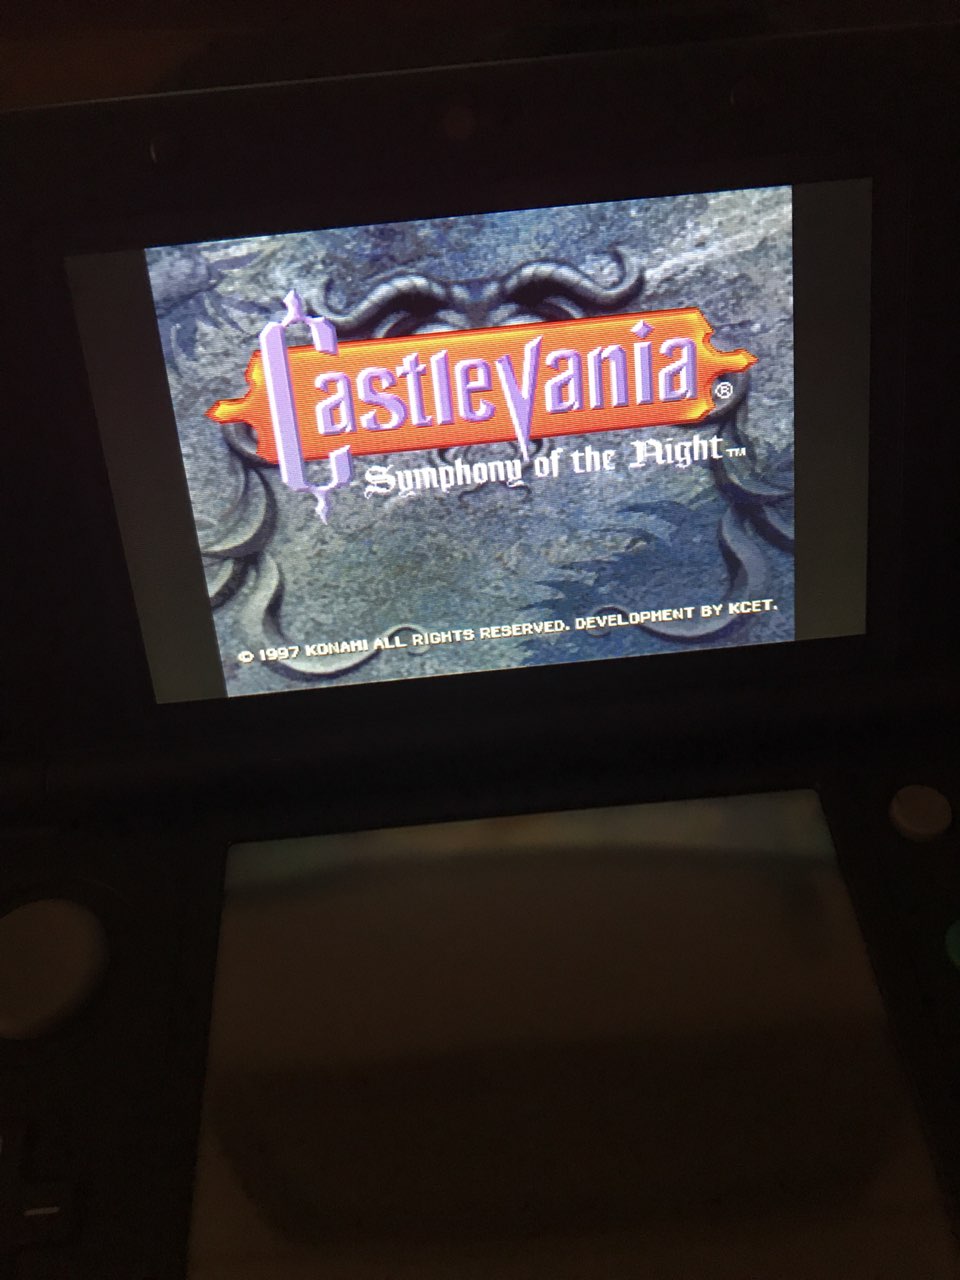 Castlevania®
Symphony of the Night™
© 1997 KONAMI ALL RIGHTS RESERVED. DEVELOPMENT BY KCET.